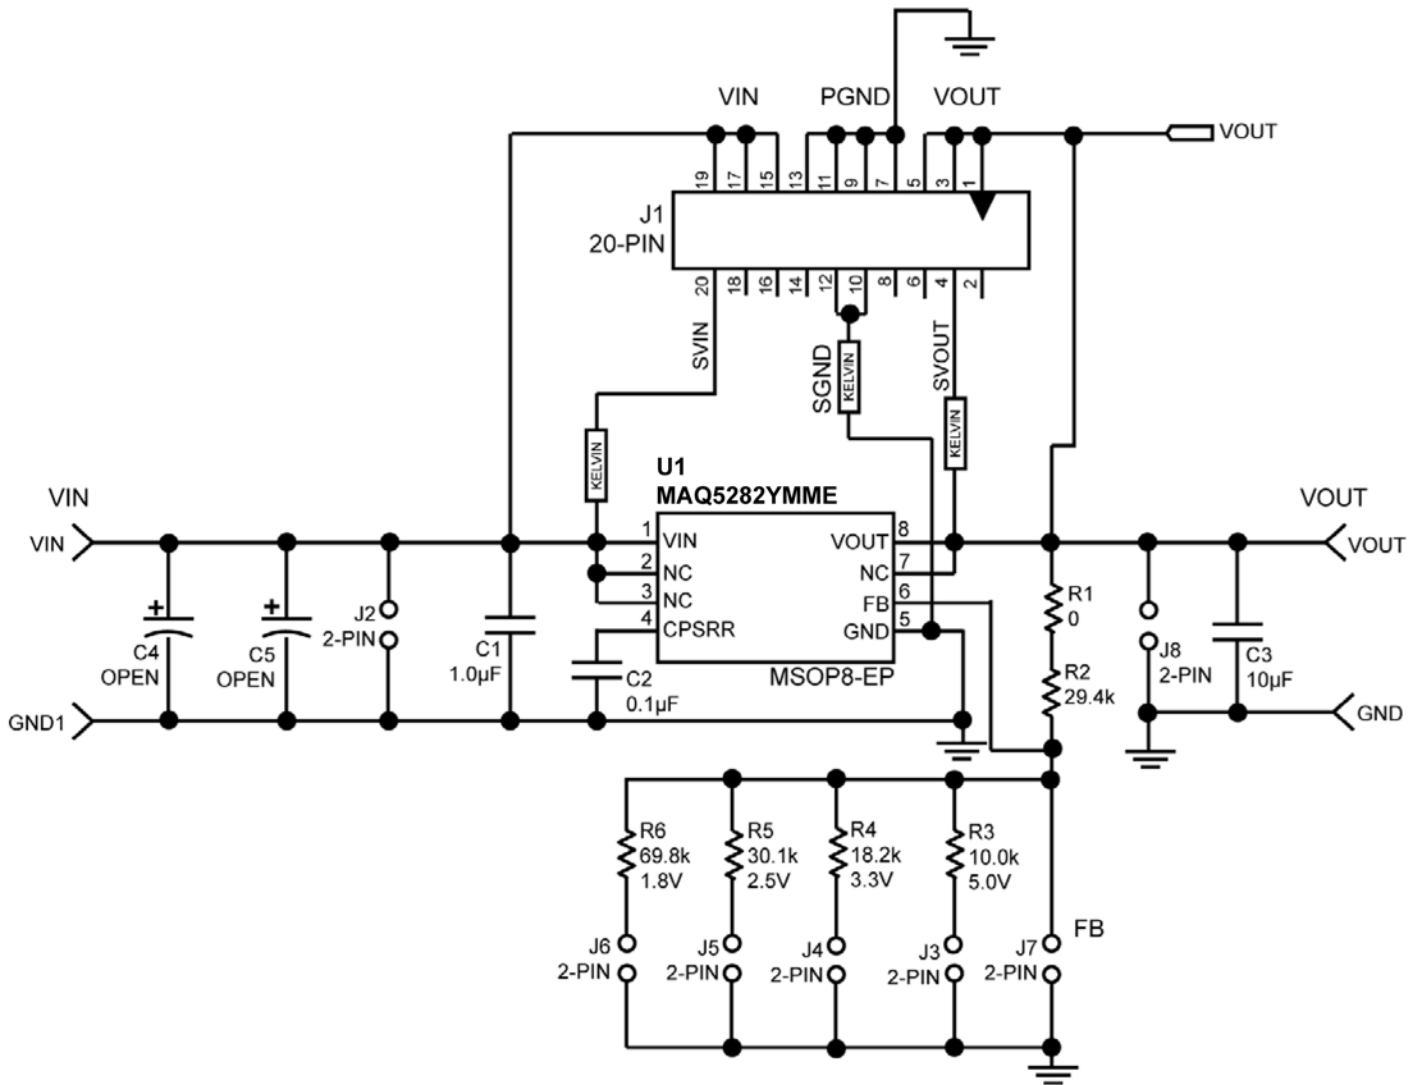 VIN
PGND
VOUT
VOUT
19
17
15
13
11
9
7
5
3
1
J1
20-PIN
20
18
16
14
12
10
8
6
4
2
SVIN
SGND
SVOUT
KELVIN
KELVIN
KELVIN
U1
MAQ5282YMME
VIN
VIN
VOUT
VOUT
1
VIN
VOUT
8
2
NC
NC
7
3
NC
FB
6
4
CPSRR
GND
5
MSOP8-EP
C4
OPEN
C5
OPEN
J2
2-PIN
C1
1.0µF
C2
0.1µF
R1
0
R2
29.4k
J8
2-PIN
C3
10µF
GND1
GND
R6
69.8k
1.8V
R5
30.1k
2.5V
R4
18.2k
3.3V
R3
10.0k
5.0V
FB
J6
2-PIN
J5
2-PIN
J4
2-PIN
J3
2-PIN
J7
2-PIN